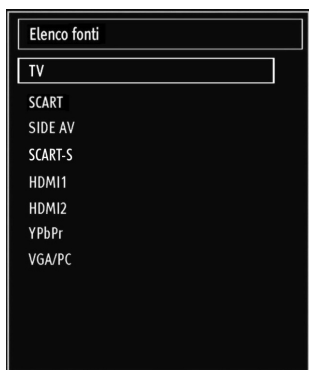 Elenco fonti
TV
SCART
SIDE AV
SCART-S
HDMI1
HDMI2
YPbPr
VGA/PC